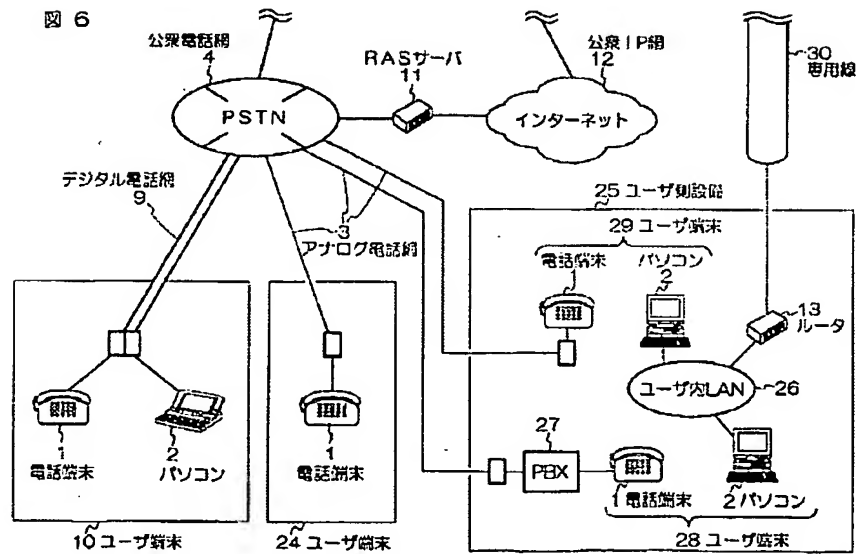 図 6
公衆電話網
4
PSTN
RASサーバ
11
公衆IP網
12
インターネット
30
専用線
デジタル電話網
9
3
アナログ電話網
25 ユーザ側設備
29 ユーザ端末
電話端末
1
パソコン
2
13
ルータ
ユーザ内LAN
26
27
PBX
1 電話端末
2 パソコン
28 ユーザ端末
1
電話端末
2
パソコン
10 ユーザ端末
1
電話端末
24 ユーザ端末